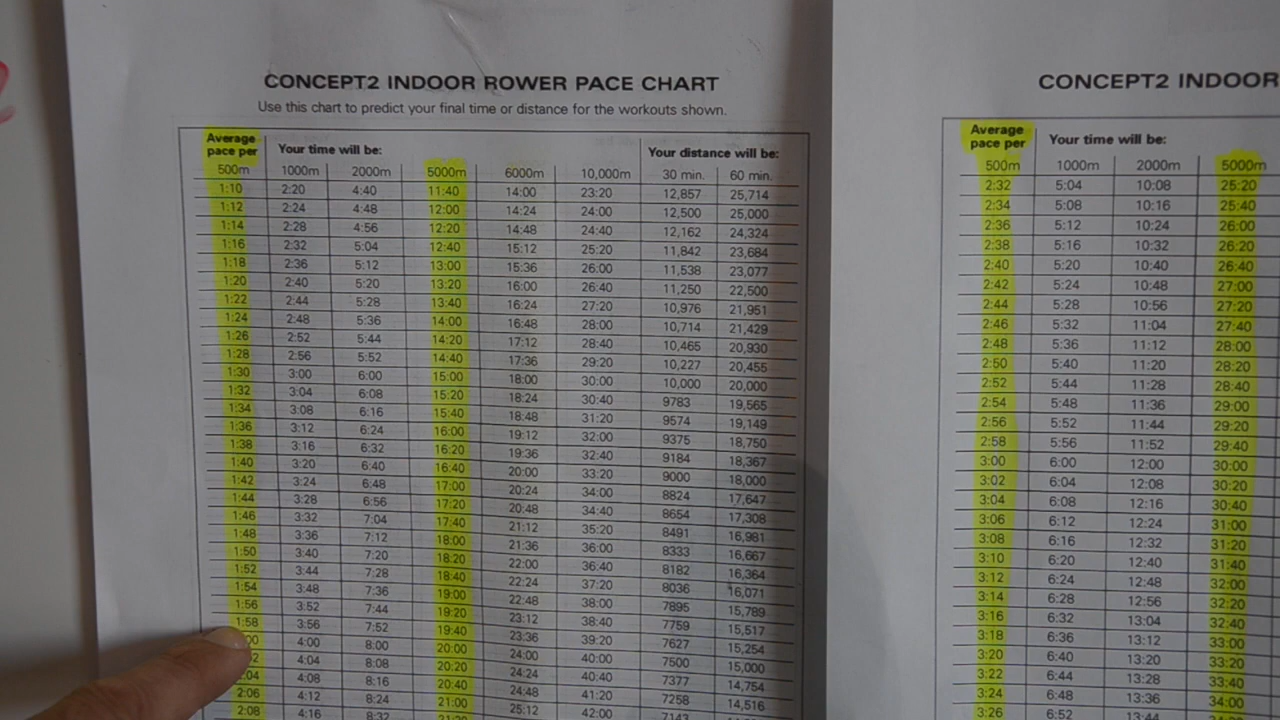 CONCEPT2 INDOOR ROWER PACE CHART
Use this chart to predict your final time or distance for the workouts shown.
Average pace per 500m
Your time will be:
Your distance will be:
1000m 2000m 5000m 6000m 10,000m 30 min. 60 min.
1:10 2:20 4:40 11:40 14:00 23:20 12,857 25,714
1:12 2:24 4:48 12:00 14:24 24:00 12,500 25,000
1:14 2:28 4:56 12:20 14:48 24:40 12,162 24,324
1:16 2:32 5:04 12:40 15:12 25:20 11,842 23,684
1:18 2:36 5:12 13:00 15:36 26:00 11,538 23,077
1:20 2:40 5:20 13:20 16:00 26:40 11,250 22,500
1:22 2:44 5:28 13:40 16:24 27:20 10,976 21,951
1:24 2:48 5:36 14:00 16:48 28:00 10,714 21,429
1:26 2:52 5:44 14:20 17:12 28:40 10,465 20,930
1:28 2:56 5:52 14:40 17:36 29:20 10,227 20,455
1:30 3:00 6:00 15:00 18:00 30:00 10,000 20,000
1:32 3:04 6:08 15:20 18:24 30:40 9783 19,565
1:34 3:08 6:16 15:40 18:48 31:20 9574 19,149
1:36 3:12 6:24 16:00 19:12 32:00 9375 18,750
1:38 3:16 6:32 16:20 19:36 32:40 9184 18,367
1:40 3:20 6:40 16:40 20:00 33:20 9000 18,000
1:42 3:24 6:48 17:00 20:24 34:00 8824 17,647
1:44 3:28 6:56 17:20 20:48 34:40 8654 17,308
1:46 3:32 7:04 17:40 21:12 35:20 8491 16,981
1:48 3:36 7:12 18:00 21:36 36:00 8333 16,667
1:50 3:40 7:20 18:20 22:00 36:40 8182 16,364
1:52 3:44 7:28 18:40 22:24 37:20 8036 16,071
1:54 3:48 7:36 19:00 22:48 38:00 7895 15,789
1:56 3:52 7:44 19:20 23:12 38:40 7759 15,517
1:58 3:56 7:52 19:40 23:36 39:20 7627 15,254
00 4:00 8:00 20:00 24:00 40:00 7500 15,000
2 4:04 8:08 20:20 24:24 40:40 7377 14,754
:04 4:08 8:16 20:40 24:48 41:20 7258 14,516
2:06 4:12 8:24 21:00 25:12 42:00 7143
2:08 4:16 8:32
CONCEPT2 INDOOR
Average pace per 500m
Your time will be:
1000m 2000m 5000m
2:32 5:04 10:08 25:20
2:34 5:08 10:16 25:40
2:36 5:12 10:24 26:00
2:38 5:16 10:32 26:20
2:40 5:20 10:40 26:40
2:42 5:24 10:48 27:00
2:44 5:28 10:56 27:20
2:46 5:32 11:04 27:40
2:48 5:36 11:12 28:00
2:50 5:40 11:20 28:20
2:52 5:44 11:28 28:40
2:54 5:48 11:36 29:00
2:56 5:52 11:44 29:20
2:58 5:56 11:52 29:40
3:00 6:00 12:00 30:00
3:02 6:04 12:08 30:20
3:04 6:08 12:16 30:40
3:06 6:12 12:24 31:00
3:08 6:16 12:32 31:20
3:10 6:20 12:40 31:40
3:12 6:24 12:48 32:00
3:14 6:28 12:56 32:20
3:16 6:32 13:04 32:40
3:18 6:36 13:12 33:00
3:20 6:40 13:20 33:20
3:22 6:44 13:28 33:40
3:24 6:48 13:36 34:00
3:26 6:52 13:44